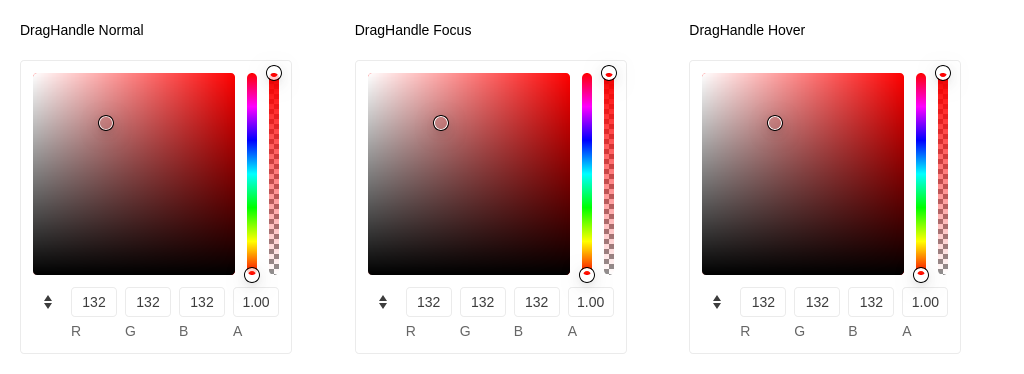 DragHandle Normal
DragHandle Focus
DragHandle Hover
132 132 132 1.00
R G B A
132 132 132 1.00
R G B A
132 132 132 1.00
R G B A